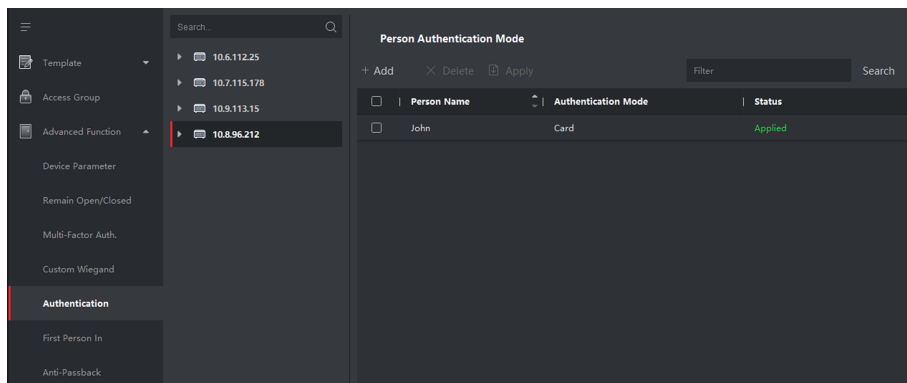 Template
Access Group
Advanced Function
Device Parameter
Remain Open/Closed
Multi-Factor Auth.
Custom Wiegand
Authentication
First Person In
Anti-Passback
Search...
10.6.112.25
10.7.115.178
10.9.113.15
10.8.96.212
Person Authentication Mode
+ Add Delete Apply Filter Search
Person Name Authentication Mode Status
John Card Applied